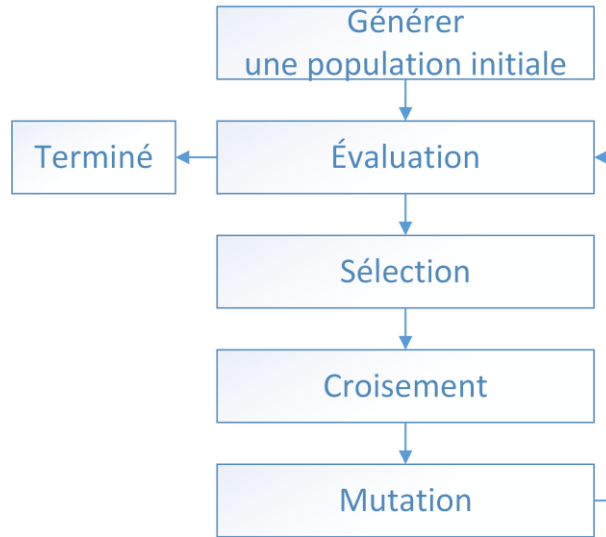 Générer
une population initiale
Terminé
Évaluation
Sélection
Croisement
Mutation